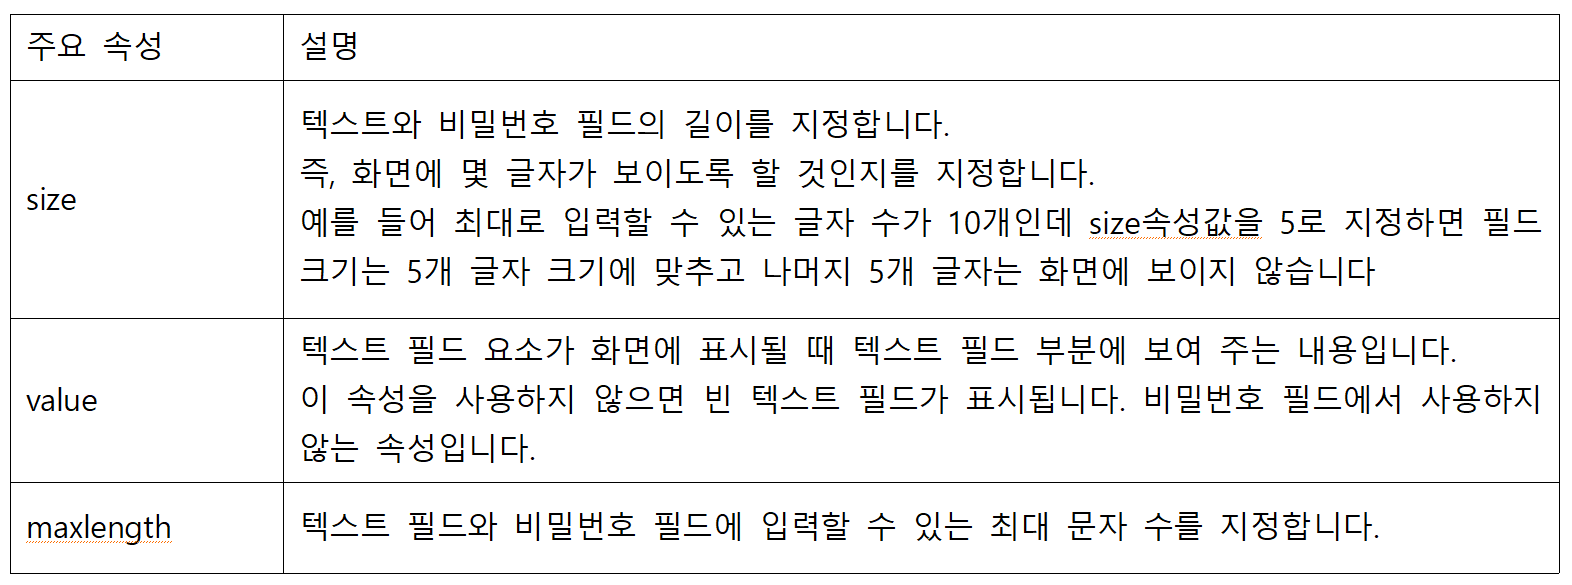 주요 속성
설명
size
텍스트와 비밀번호 필드의 길이를 지정합니다.
즉, 화면에 몇 글자가 보이도록 할 것인지를 지정합니다.
예를 들어 최대로 입력할 수 있는 글자 수가 10개인데 size속성값을 5로 지정하면 필드
크기는 5개 글자 크기에 맞추고 나머지 5개 글자는 화면에 보이지 않습니다
value
텍스트 필드 요소가 화면에 표시될 때 텍스트 필드 부분에 보여 주는 내용입니다.
이 속성을 사용하지 않으면 빈 텍스트 필드가 표시됩니다. 비밀번호 필드에서 사용하지
않는 속성입니다.
maxlength
텍스트 필드와 비밀번호 필드에 입력할 수 있는 최대 문자 수를 지정합니다.